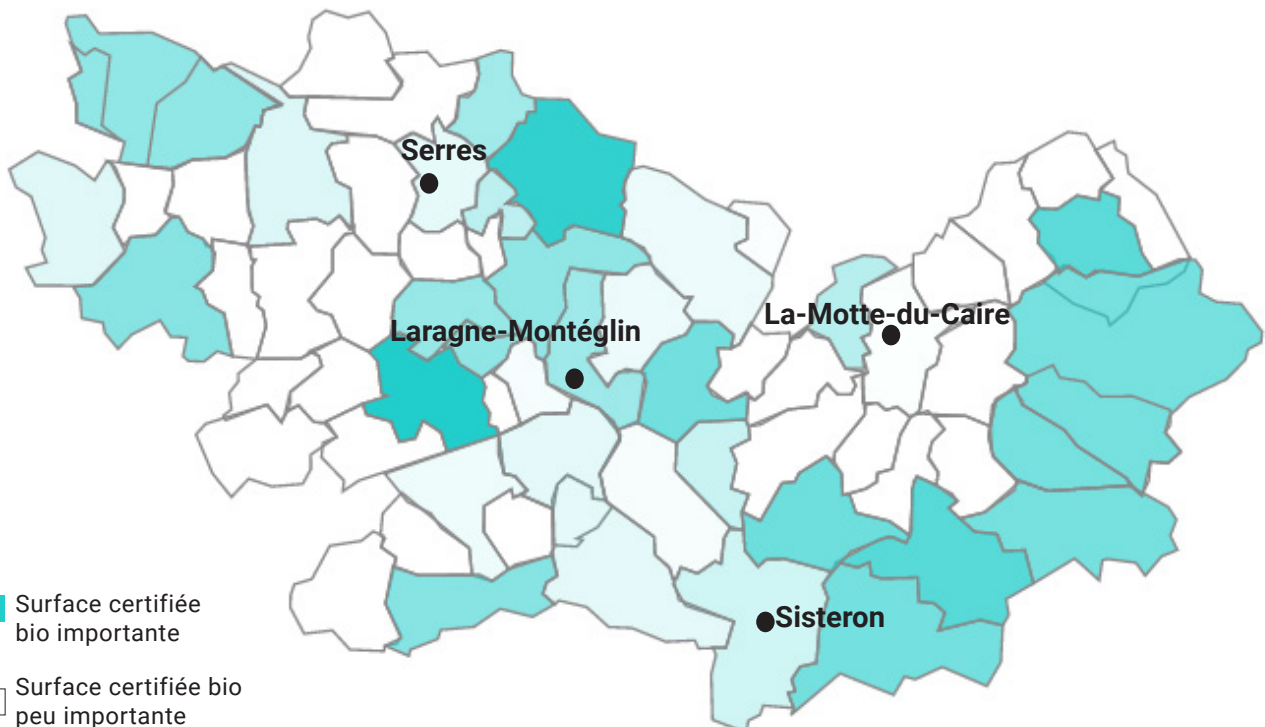 Serres
La-Motte-du-Caire
Laragne-Montéglin
Surface certifiée
bio importante
Sisteron
Surface certifiée bio
peu importante